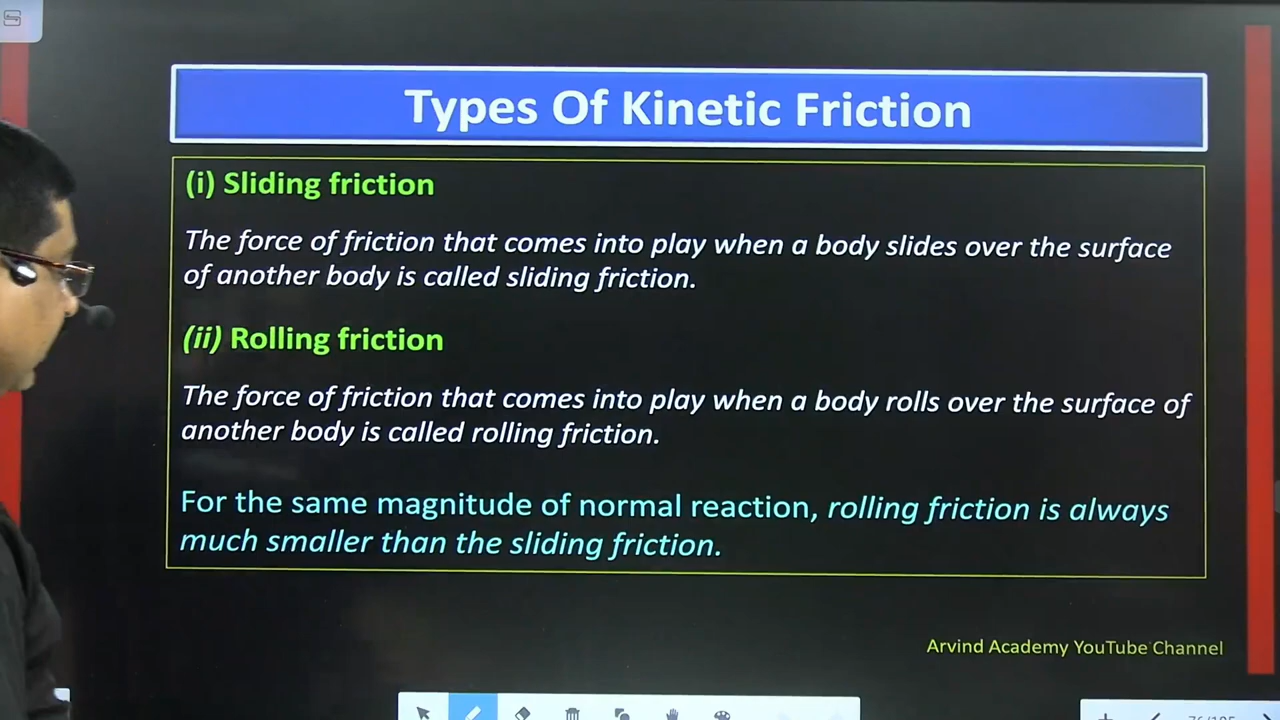 Types Of Kinetic Friction
(i) Sliding friction
The force of friction that comes into play when a body slides over the surface
of another body is called sliding friction.
(ii) Rolling friction
The force of friction that comes into play when a body rolls over the surface of
another body is called rolling friction.
For the same magnitude of normal reaction, rolling friction is always
much smaller than the sliding friction.
Arvind Academy YouTube Channel